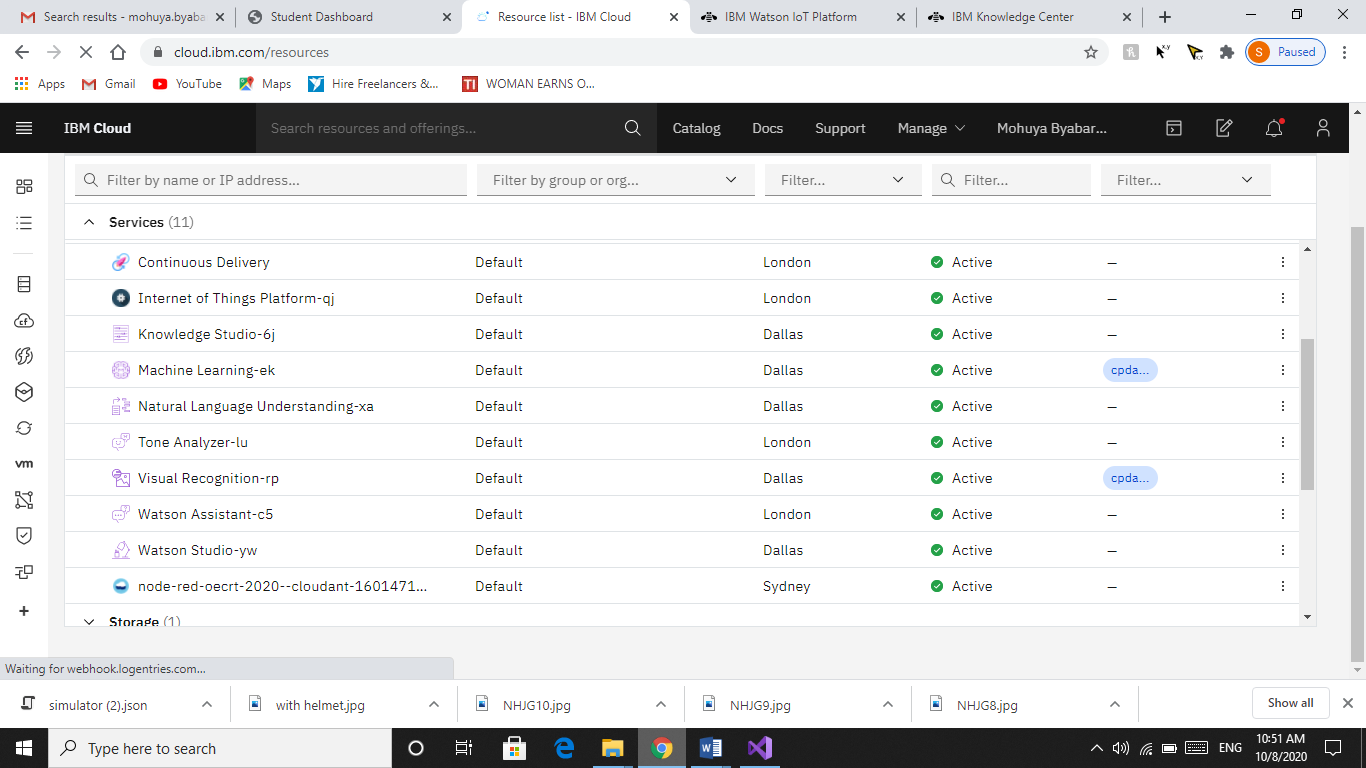 Search results - mohuya.byaba Student Dashboard Resource list - IBM Cloud IBM Watson IoT Platform IBM Knowledge Center
cloud.ibm.com/resources S Paused
Apps Gmail YouTube Maps Hire Freelancers &... WOMAN EARNS O...
IBM Cloud Search resources and offerings... Catalog Docs Support Manage Mohuya Byabar...
Filter by name or IP address... Filter by group or org... Filter... Filter... Filter...
Services (11)
Continuous Delivery Default London Active –
Internet of Things Platform-qj Default London Active –
Knowledge Studio-6j Default Dallas Active –
Machine Learning-ek Default Dallas Active cpda...
Natural Language Understanding-xa Default Dallas Active –
Tone Analyzer-lu Default London Active –
Visual Recognition-rp Default Dallas Active cpda...
Watson Assistant-c5 Default London Active –
Watson Studio-yw Default Dallas Active –
node-red-oecrt-2020--cloudant-1601471... Default Sydney Active –
Storage (1)
cf
vm
Waiting for webhook.logentries.com...
simulator (2).json with helmet.jpg NHJG10.jpg NHJG9.jpg NHJG8.jpg Show all
Type here to search ENG 10:51 AM
10/8/2020